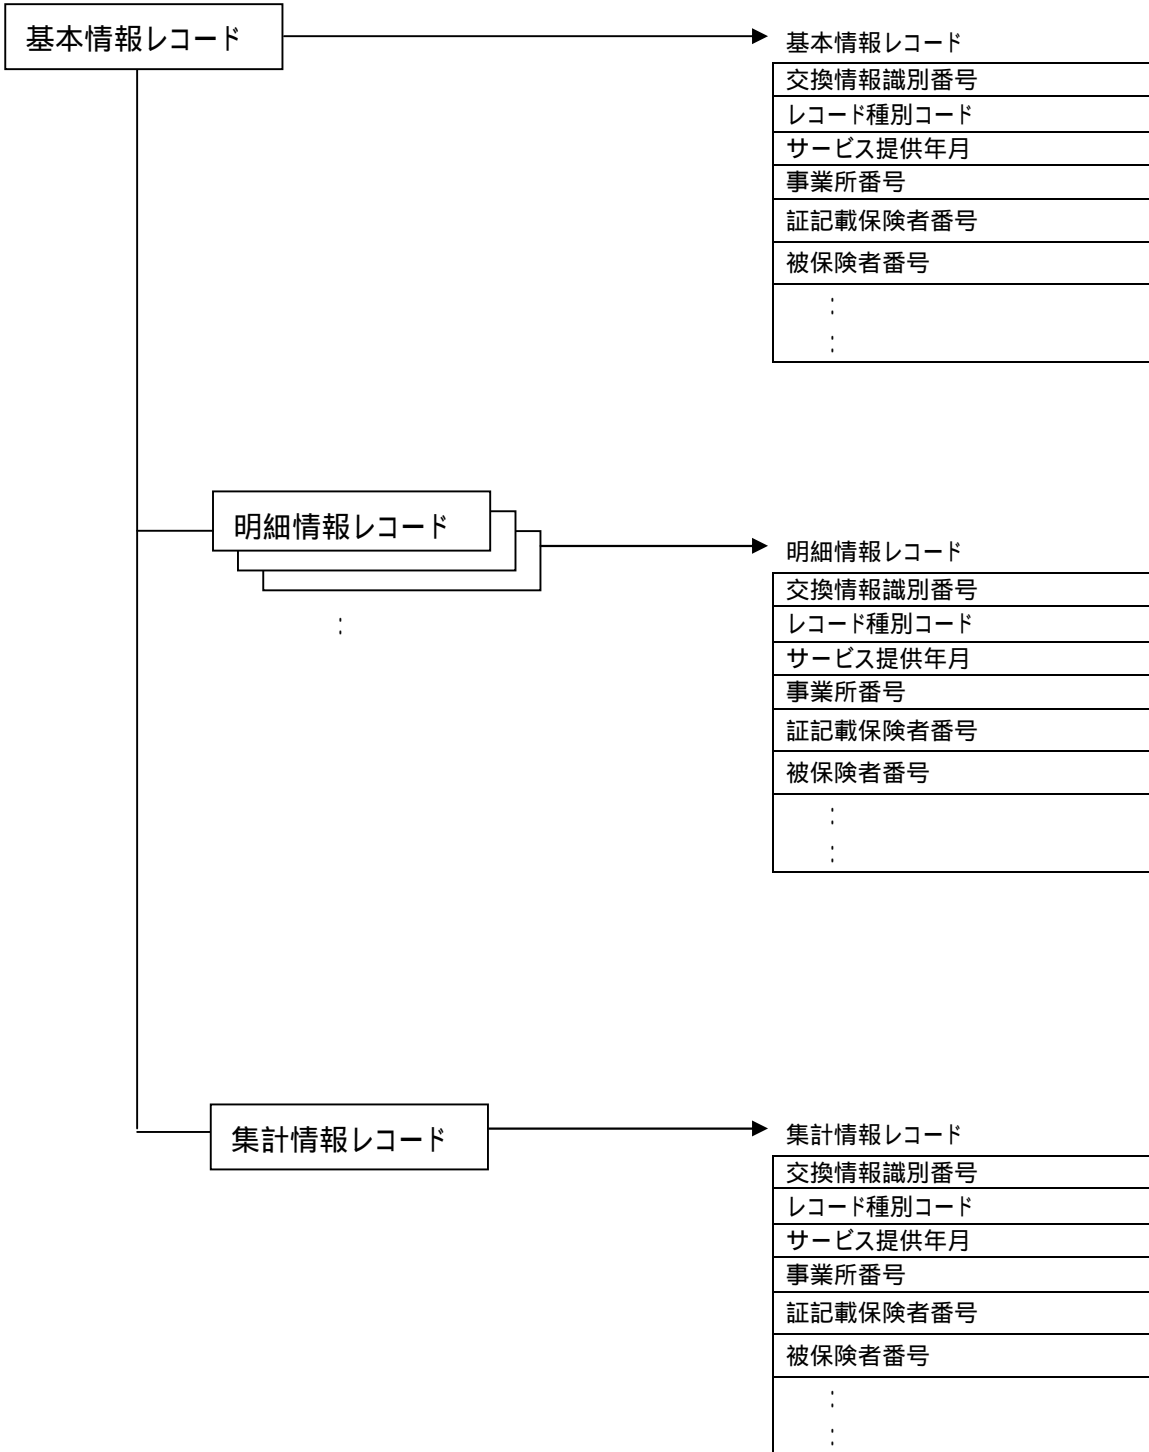 基本情報レコード
基本情報レコード
交換情報識別番号
レコード種別コード
サービス提供年月
事業所番号
証記載保険者番号
被保険者番号
:
:
明細情報レコード
:
明細情報レコード
交換情報識別番号
レコード種別コード
サービス提供年月
事業所番号
証記載保険者番号
被保険者番号
:
:
集計情報レコード
集計情報レコード
交換情報識別番号
レコード種別コード
サービス提供年月
事業所番号
証記載保険者番号
被保険者番号
:
: